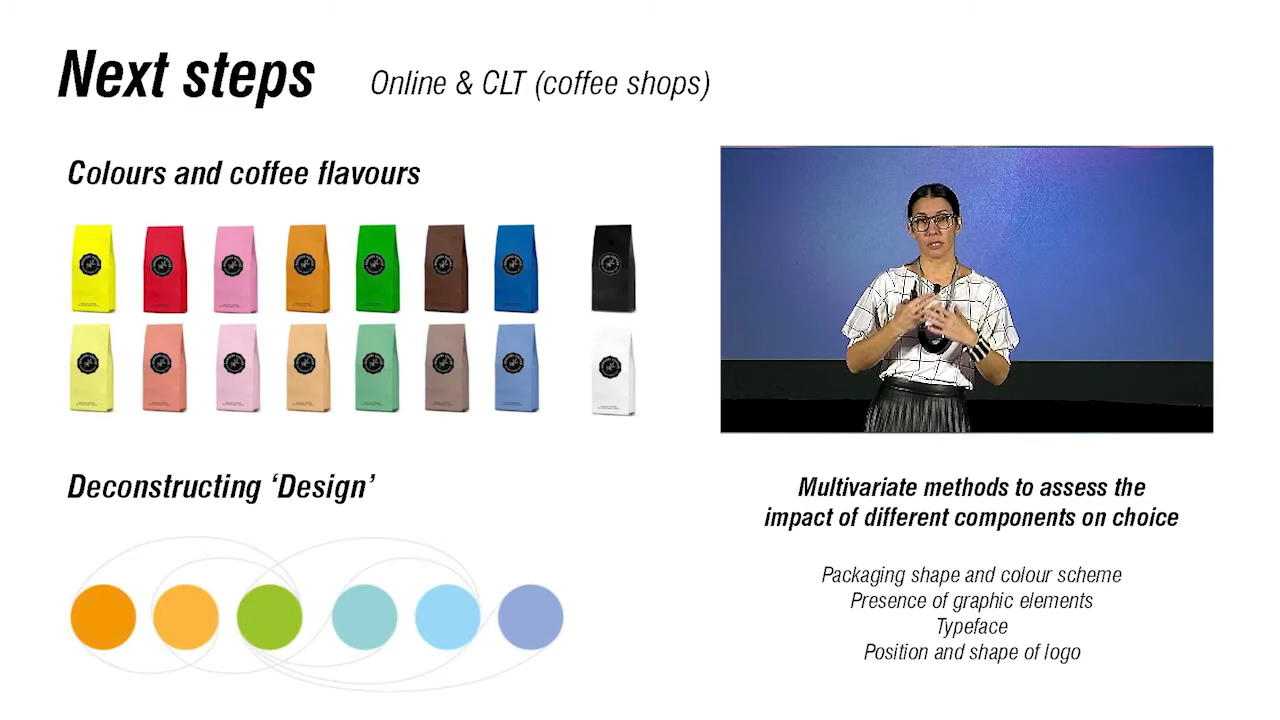 Next steps
Online & CLT (coffee shops)
Colours and coffee flavours
Deconstructing ‘Design’
Multivariate methods to assess the
impact of different components on choice
Packaging shape and colour scheme
Presence of graphic elements
Typeface
Position and shape of logo